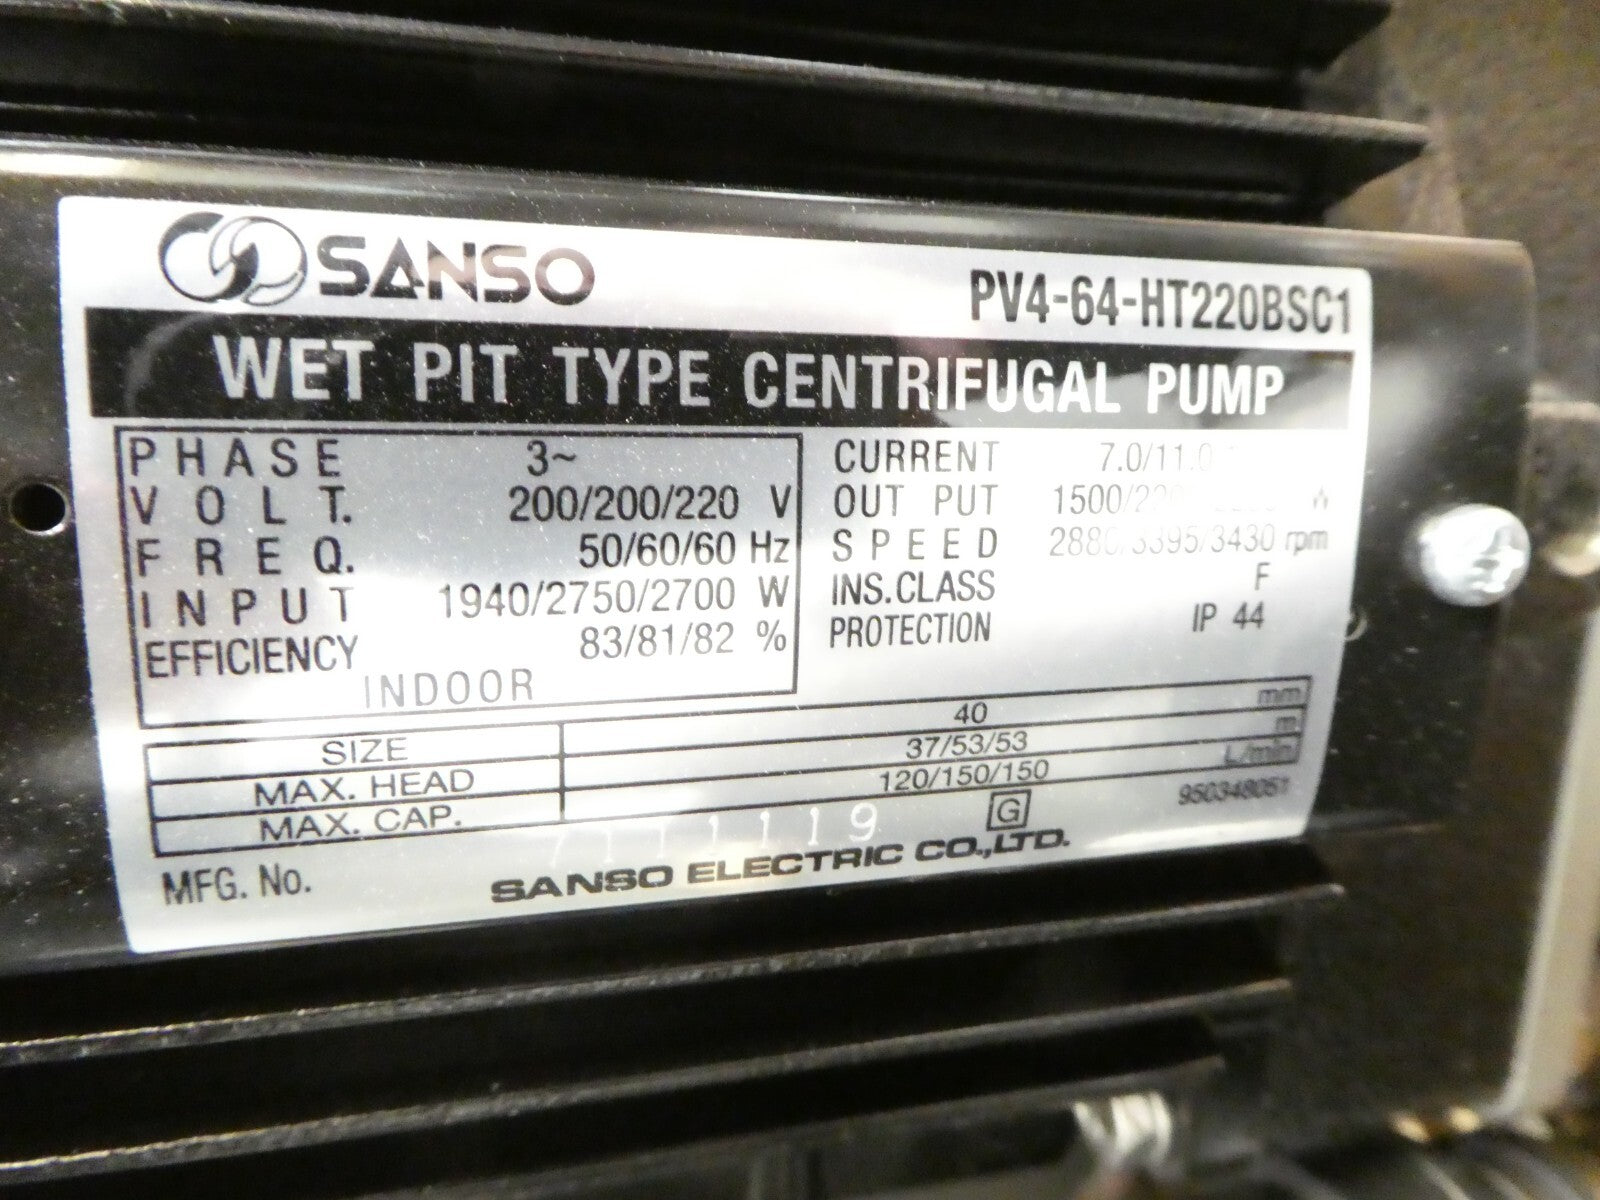 SANSO
PV4-64-HT220BSC1
WET PIT TYPE CENTRIFUGAL PUMP
PHASE 3~
VOLT. 200/200/220 V
FREQ. 50/60/60 Hz
INPUT 1940/2750/2700 W
EFFICIENCY 83/81/82 %
INDOOR
CURRENT
OUT PUT
SPEED 2880/3395/3430 rpm
INS.CLASS F
PROTECTION IP 44
SIZE 40 mm
MAX. HEAD 37/53/53 m
MAX. CAP. 120/150/150 L/min
950348051
MFG. No.
G
SANSO ELECTRIC CO.,LTD.